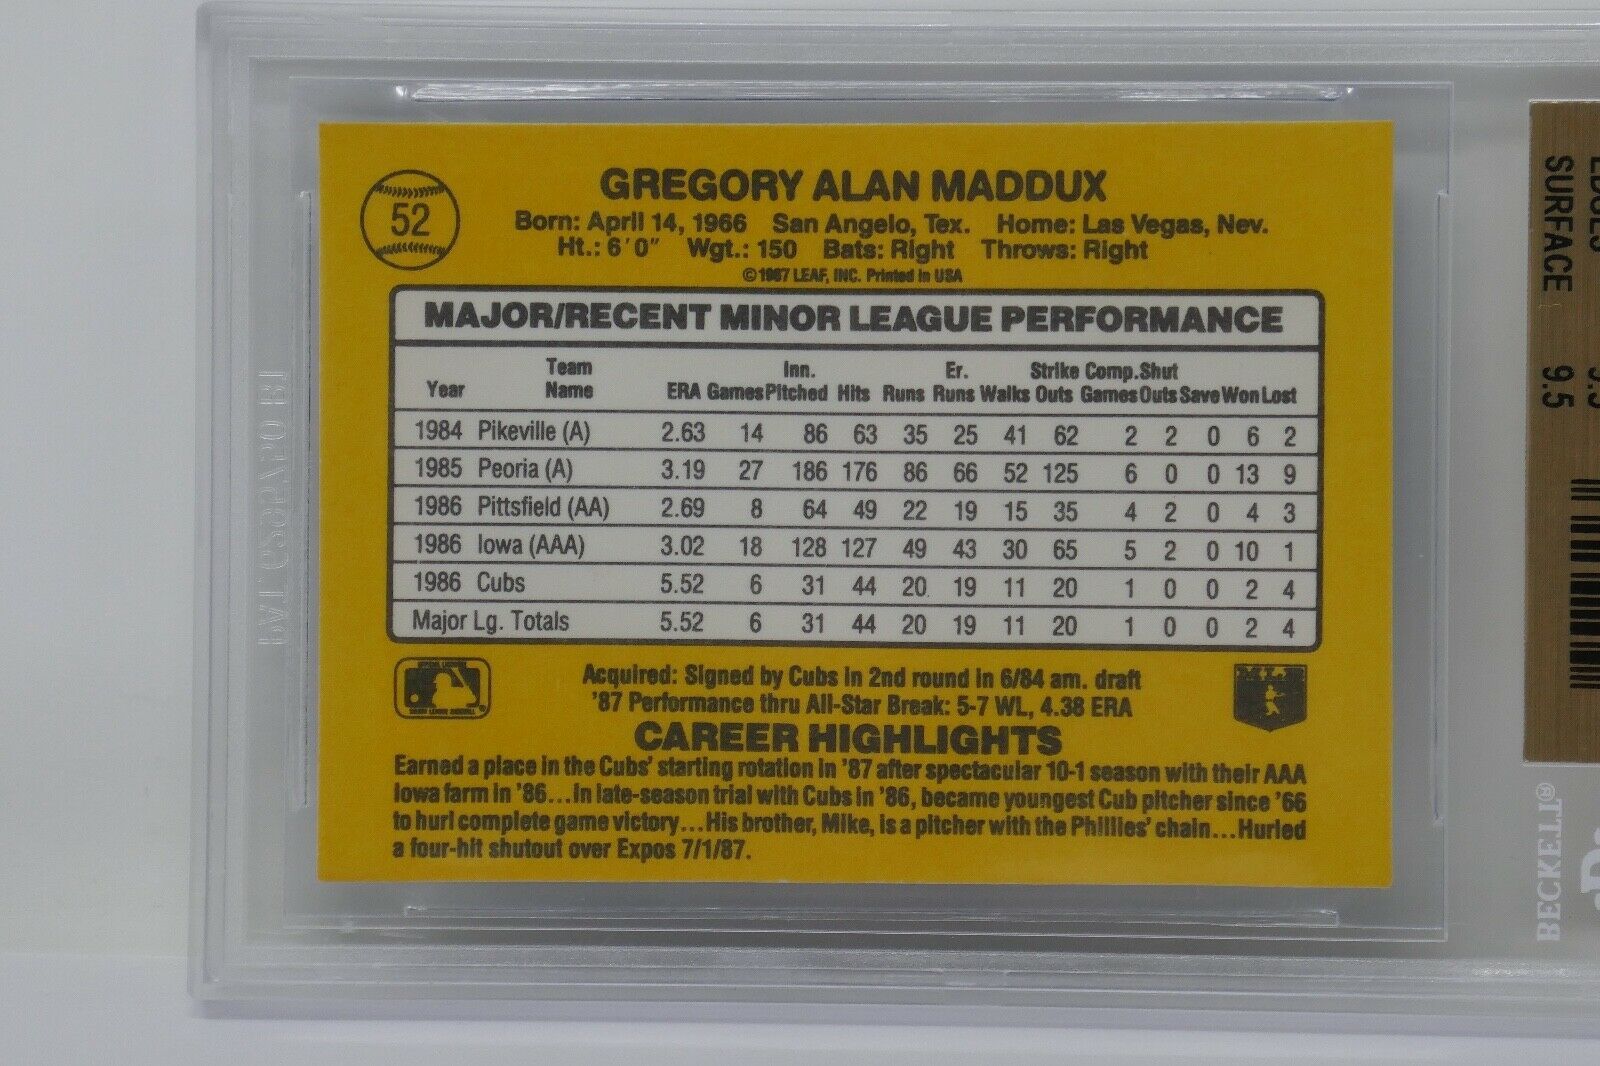 52
GREGORY ALAN MADDUX
Born: April 14, 1966 San Angelo, Tex. Home: Las Vegas, Nev.
Ht.: 6'0" Wgt.: 150 Bats: Right Throws: Right
©1987 LEAF, INC. Printed in USA
MAJOR/RECENT MINOR LEAGUE PERFORMANCE
Team Inn. Er. Strike Comp. Shut
Year Name ERA Games Pitched Hits Runs Runs Walks Outs Games Outs Save Won Lost
1984 Pikeville (A) 2.63 14 86 63 35 25 41 62 2 2 0 6 2
1985 Peoria (A) 3.19 27 186 176 86 66 52 125 6 0 0 13 9
1986 Pittsfield (AA) 2.69 8 64 49 22 19 15 35 4 2 0 4 3
1986 Iowa (AAA) 3.02 18 128 127 49 43 30 65 5 2 0 10 1
1986 Cubs 5.52 6 31 44 20 19 11 20 1 0 0 2 4
Major Lg. Totals 5.52 6 31 44 20 19 11 20 1 0 0 2 4
Acquired: Signed by Cubs in 2nd round in 6/84 am. draft
'87 Performance thru All-Star Break: 5-7 WL, 4.38 ERA
CAREER HIGHLIGHTS
Earned a place in the Cubs' starting rotation in '87 after spectacular 10-1 season with their AAA
Iowa farm in '86...In late-season trial with Cubs in '86, became youngest Cub pitcher since '66
to hurl complete game victory...His brother, Mike, is a pitcher with the Phillies' chain...Hurled
a four-hit shutout over Expos 7/1/87.
SURFACE 9.5
BECKETT®